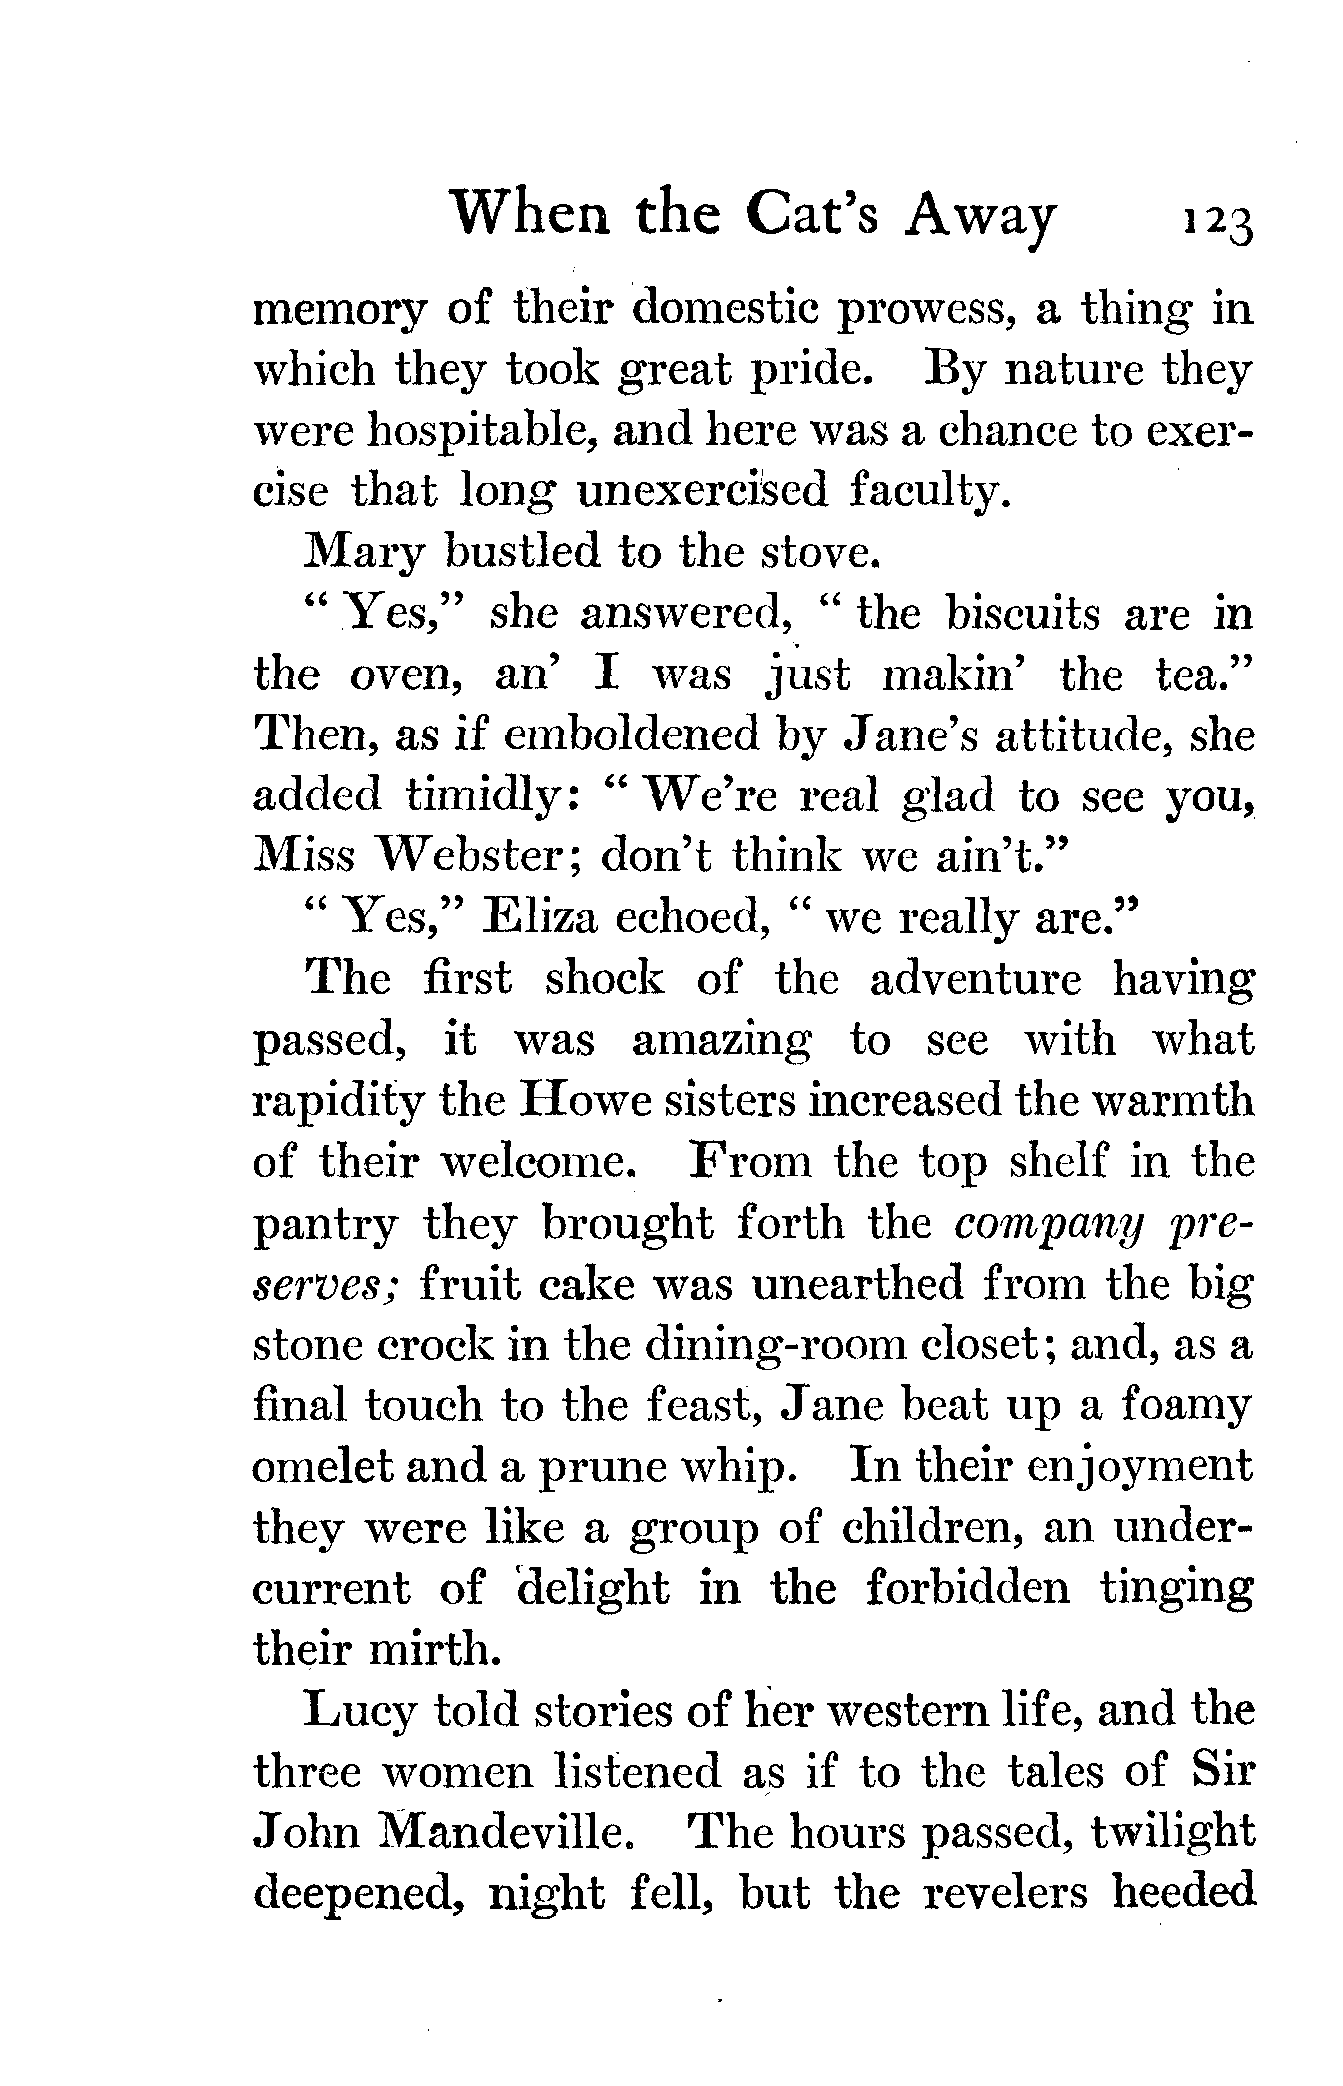 When the Cat's Away 123
memory of their domestic prowess, a thing in
which they took great pride. By nature they
were hospitable, and here was a chance to exer-
cise that long unexercised faculty.
Mary bustled to the stove.
“ Yes,” she answered, “ the biscuits are in
the oven, an’ I was just makin’ the tea.”
Then, as if emboldened by Jane’s attitude, she
added timidly: “ We’re real glad to see you,
Miss Webster; don’t think we ain’t.”
“ Yes,” Eliza echoed, “ we really are.”
The first shock of the adventure having
passed, it was amazing to see with what
rapidity the Howe sisters increased the warmth
of their welcome. From the top shelf in the
pantry they brought forth the company pre-
serves; fruit cake was unearthed from the big
stone crock in the dining-room closet; and, as a
final touch to the feast, Jane beat up a foamy
omelet and a prune whip. In their enjoyment
they were like a group of children, an under-
current of delight in the forbidden tinging
their mirth.
Lucy told stories of her western life, and the
three women listened as if to the tales of Sir
John Mandeville. The hours passed, twilight
deepened, night fell, but the revelers heeded